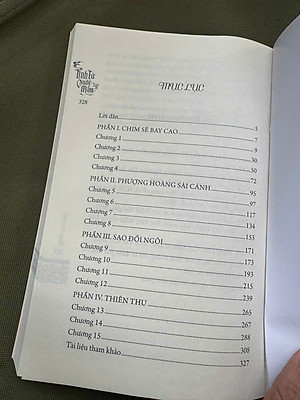 Linh Từ
Quốc
Mẫu
328
MỤC LỤC
Lời dẫn
PHẦN I. CHIM SẺ BAY CAO 7
Chương 1 9
Chương 2 30
Chương 3 50
Chương 4 72
PHẦN II. PHƯỢNG HOÀNG SẢI CÁNH 95
Chương 5 97
Chương 6 117
Chương 7 134
Chương 8 153
PHẦN III. SAO ĐỔI NGÔI 171
Chương 9 173
Chương 10 193
Chương 11 215
Chương 12 239
PHẦN IV. THIÊN THU 265
Chương 13 267
Chương 14 288
Chương 15 308
Tài liệu tham khảo 327